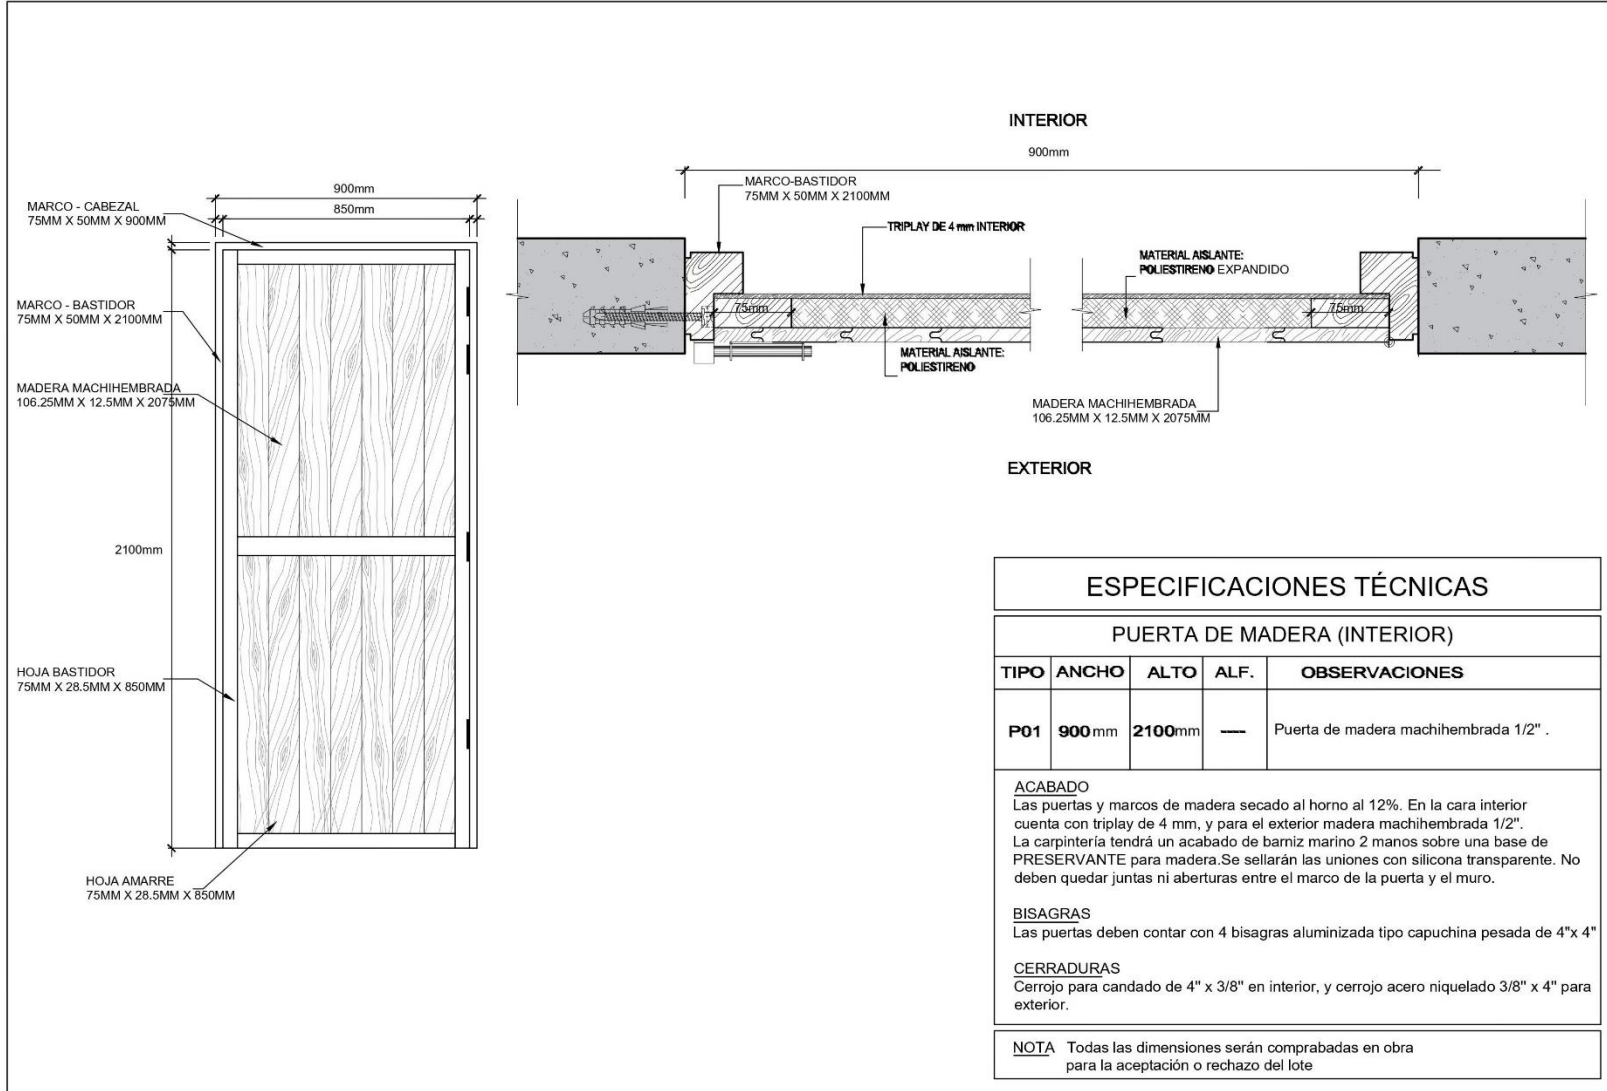 900mm
850mm
MARCO - CABEZAL
75MM X 50MM X 900MM
MARCO - BASTIDOR
75MM X 50MM X 2100MM
MADERA MACHIHEMBRADA
106.25MM X 12.5MM X 2075MM
2100mm
HOJA BASTIDOR
75MM X 28.5MM X 850MM
HOJA AMARRE
75MM X 28.5MM X 850MM
INTERIOR
900mm
MARCO-BASTIDOR
75MM X 50MM X 2100MM
TRIPLAY DE 4 mm INTERIOR
MATERIAL AISLANTE:
POLIESTIRENO EXPANDIDO
75mm
75mm
MATERIAL AISLANTE:
POLIESTIRENO
MADERA MACHIHEMBRADA
106.25MM X 12.5MM X 2075MM
EXTERIOR
ESPECIFICACIONES TÉCNICAS
PUERTA DE MADERA (INTERIOR)
TIPO ANCHO ALTO ALF. OBSERVACIONES
P01 900 mm 2100mm ---- Puerta de madera machihembrada 1/2" .
ACABADO
Las puertas y marcos de madera secado al horno al 12%. En la cara interior
cuenta con triplay de 4 mm, y para el exterior madera machihembrada 1/2".
La carpintería tendrá un acabado de barniz marino 2 manos sobre una base de
PRESERVANTE para madera.Se sellarán las uniones con silicona transparente. No
deben quedar juntas ni aberturas entre el marco de la puerta y el muro.
BISAGRAS
Las puertas deben contar con 4 bisagras aluminizada tipo capuchina pesada de 4"x 4"
CERRADURAS
Cerrojo para candado de 4" x 3/8" en interior, y cerrojo acero niquelado 3/8" x 4" para
exterior.
NOTA Todas las dimensiones serán comprabadas en obra
para la aceptación o rechazo del lote